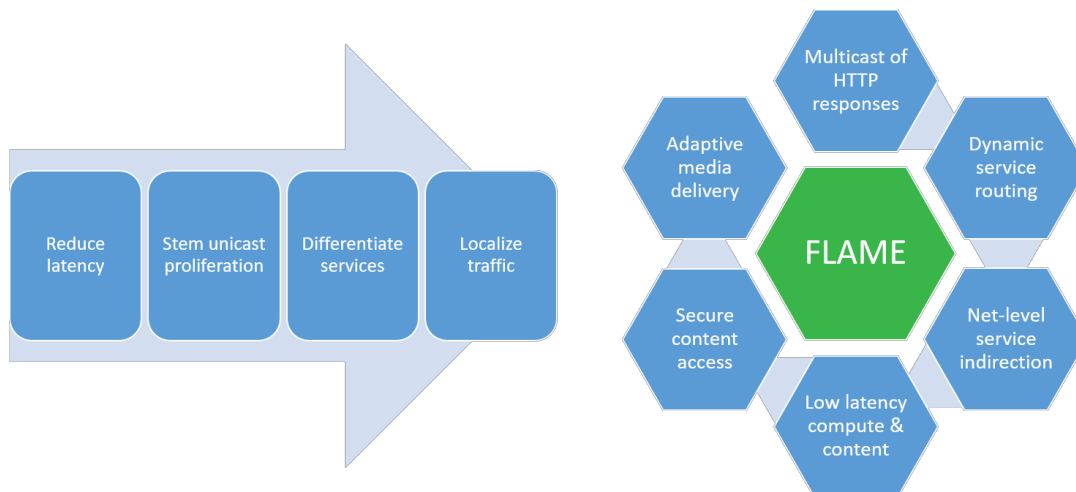 Reduce
latency
Stem unicast
proliferation
Differentiate
services
Localize
traffic
Multicast of
HTTP
responses
Dynamic
service
routing
Net-level
service
indirection
Low latency
compute &
content
Secure
content
access
Adaptive
media
delivery
FLAME